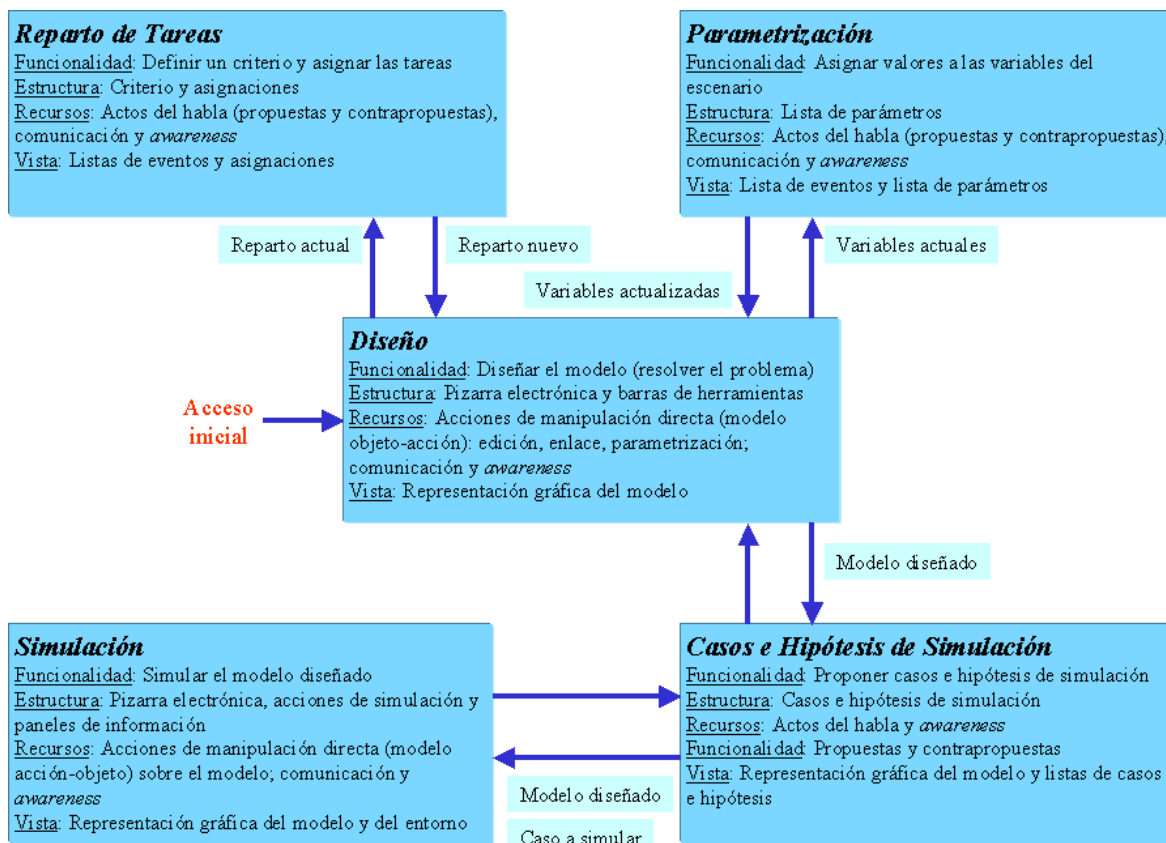 Reparto de Tareas
Funcionalidad: Definir un criterio y asignar las tareas
Estructura: Criterio y asignaciones
Recursos: Actos del habla (propuestas y contrapropuestas),
comunicación y awareness
Vista: Listas de eventos y asignaciones
Parametrización
Funcionalidad: Asignar valores a las variables del
escenario
Estructura: Lista de parámetros
Recursos: Actos del habla (propuestas y contrapropuestas),
comunicación y awareness
Vista: Lista de eventos y lista de parámetros
Reparto actual
Reparto nuevo
Variables actualizadas
Variables actuales
Diseño
Funcionalidad: Diseñar el modelo (resolver el problema)
Estructura: Pizarra electrónica y barras de herramientas
Recursos: Acciones de manipulación directa (modelo
objeto-acción): edición, enlace, parametrización;
comunicación y awareness
Vista: Representación gráfica del modelo
Acceso
inicial
Modelo diseñado
Simulación
Funcionalidad: Simular el modelo diseñado
Estructura: Pizarra electrónica, acciones de simulación y
paneles de información
Recursos: Acciones de manipulación directa (modelo
acción-objeto) sobre el modelo; comunicación y
awareness
Vista: Representación gráfica del modelo y del entorno
Casos e Hipótesis de Simulación
Funcionalidad: Proponer casos e hipótesis de simulación
Estructura: Casos e hipótesis de simulación
Recursos: Actos del habla y awareness
Funcionalidad: Propuestas y contrapropuestas
Vista: Representación gráfica del modelo y listas de casos
e hipótesis
Modelo diseñado
Caso a simular